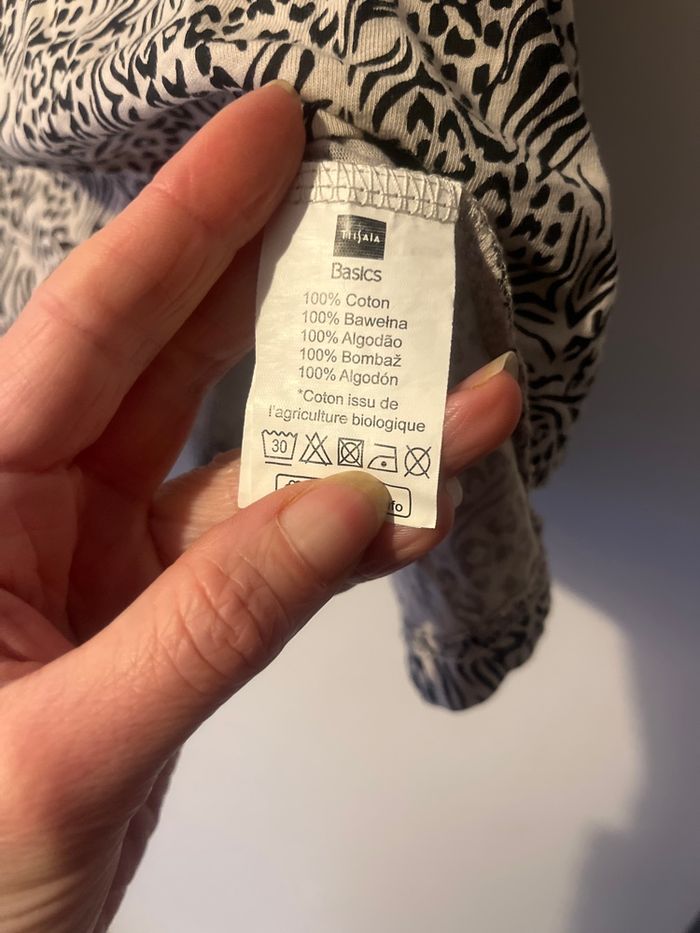 Basics
100% Coton
100% Bawełna
100% Algodão
100% Bombaž
100% Algodón
*Coton issu de
l'agriculture biologique
30